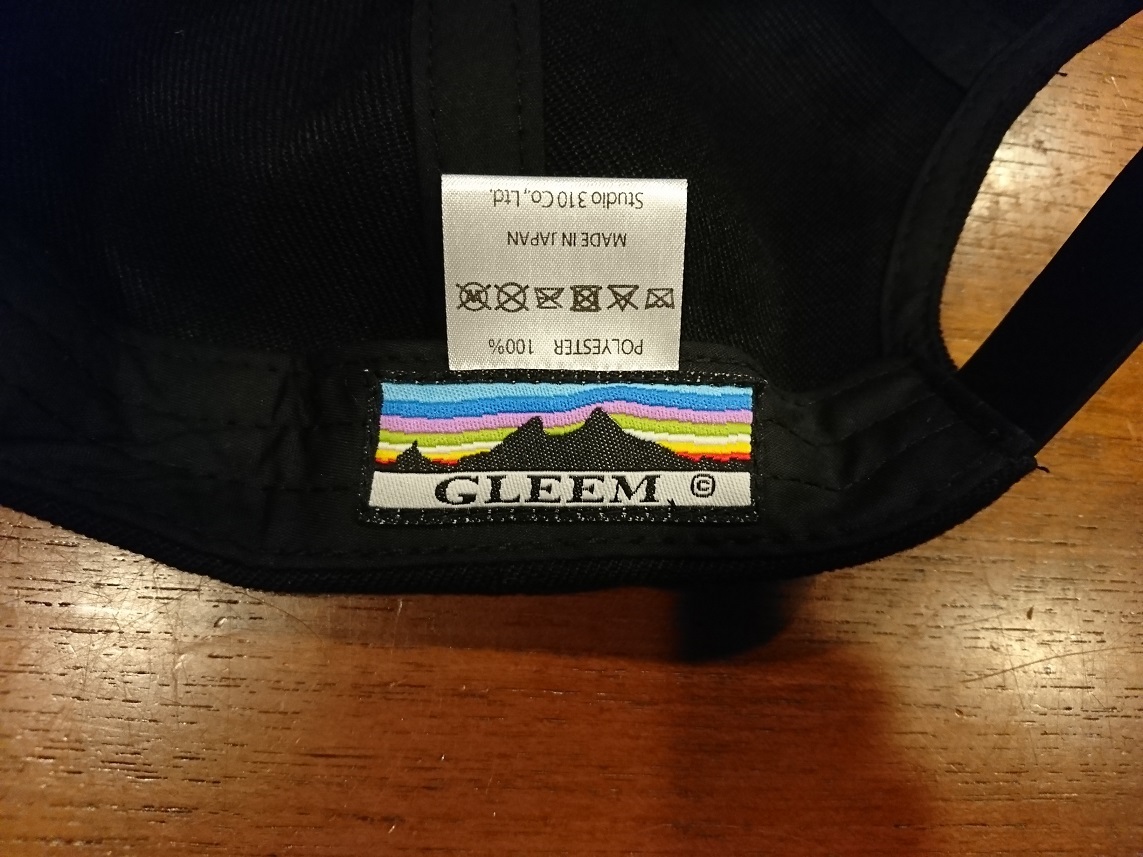 Studio 310 Co,.Ltd.
MADE IN JAPAN
W
POLYESTER 100%
GLEEM ©